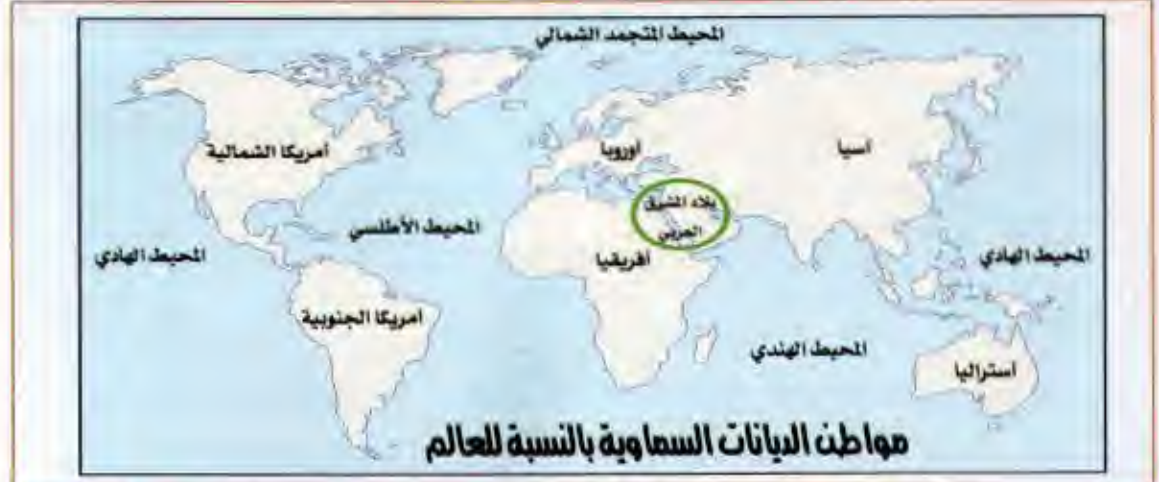 المحيط المتجمد الشمالي
أمريكا الشمالية
أوروبا
آسيا
بلاد المشرق
العربي
المحيط الأطلسي
المحيط الهادي
أفريقيا
المحيط الهادي
أمريكا الجنوبية
المحيط الهندي
أستراليا
مواطن الديانات السماوية بالنسبة للعالم